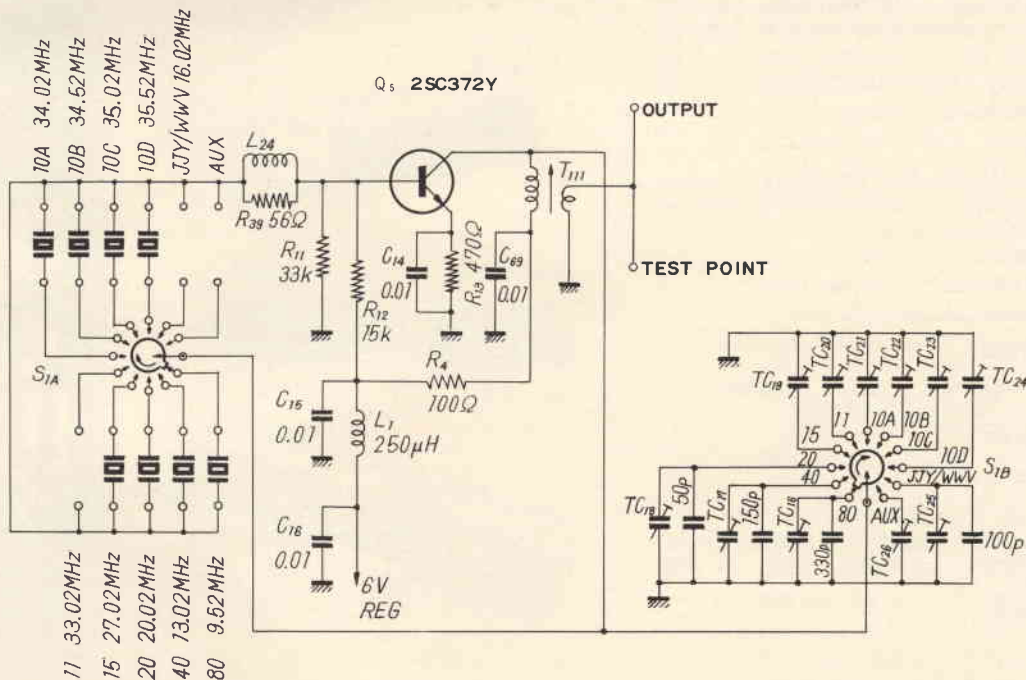 10A 34.02MHz
10B 34.52MHz
10C 35.02MHz
10D 35.52MHz
JJY/WWV 16.02MHz
AUX
Q5 2SC372Y
OUTPUT
TEST POINT
L24
R39 56Ω
R11
33k
R12
15k
C14
0.01
R13 470Ω
C69
0.01
T111
R4
100Ω
S1A
C15
0.01
L1
250μH
C16
0.01
6V
REG
11 33.02MHz
15 27.02MHz
20 20.02MHz
40 13.02MHz
80 9.52MHz
TC19
TC20
TC21
TC22
TC23
TC24
15
11
10A
10B
10C
10D
20
40
JJY/WWV
S1B
80
AUX
TC18
50p
TC17
150p
TC16
330p
TC26
TC25
100p